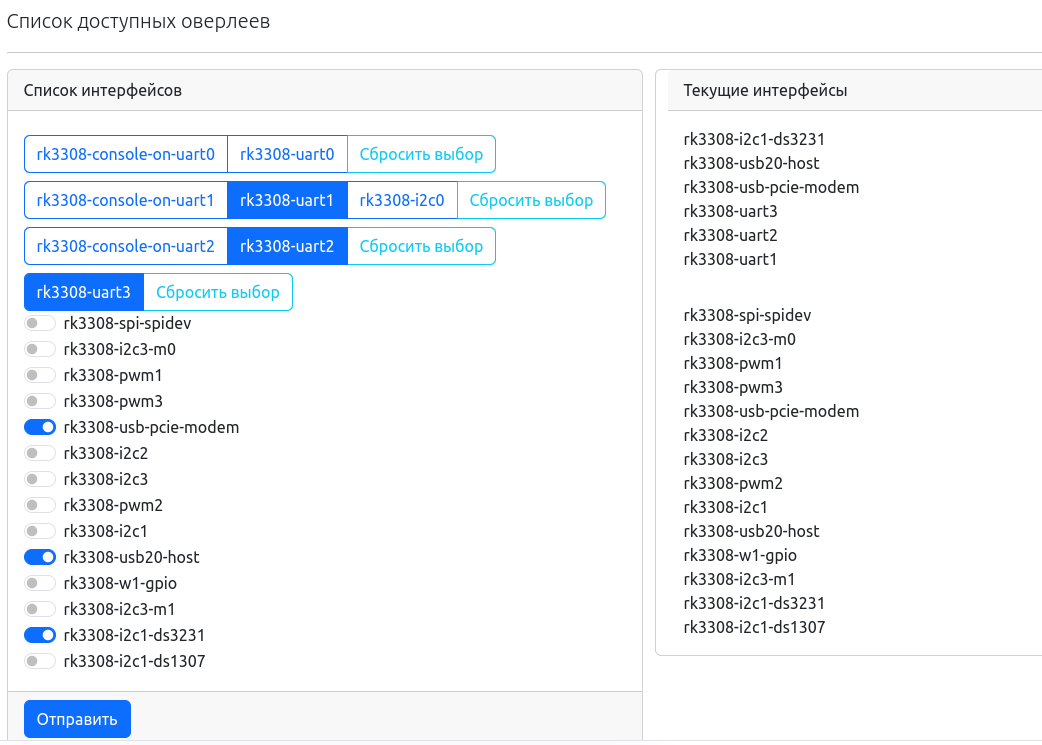 Список доступных оверлеев
Список интерфейсов
rk3308-console-on-uart0 rk3308-uart0 Сбросить выбор
rk3308-console-on-uart1 rk3308-uart1 rk3308-i2c0 Сбросить выбор
rk3308-console-on-uart2 rk3308-uart2 Сбросить выбор
rk3308-uart3 Сбросить выбор
rk3308-spi-spidev
rk3308-i2c3-m0
rk3308-pwm1
rk3308-pwm3
rk3308-usb-pcie-modem
rk3308-i2c2
rk3308-i2c3
rk3308-pwm2
rk3308-i2c1
rk3308-usb20-host
rk3308-w1-gpio
rk3308-i2c3-m1
rk3308-i2c1-ds3231
rk3308-i2c1-ds1307
Отправить
Текущие интерфейсы
rk3308-i2c1-ds3231
rk3308-usb20-host
rk3308-usb-pcie-modem
rk3308-uart3
rk3308-uart2
rk3308-uart1
rk3308-spi-spidev
rk3308-i2c3-m0
rk3308-pwm1
rk3308-pwm3
rk3308-usb-pcie-modem
rk3308-i2c2
rk3308-i2c3
rk3308-pwm2
rk3308-i2c1
rk3308-usb20-host
rk3308-w1-gpio
rk3308-i2c3-m1
rk3308-i2c1-ds3231
rk3308-i2c1-ds1307